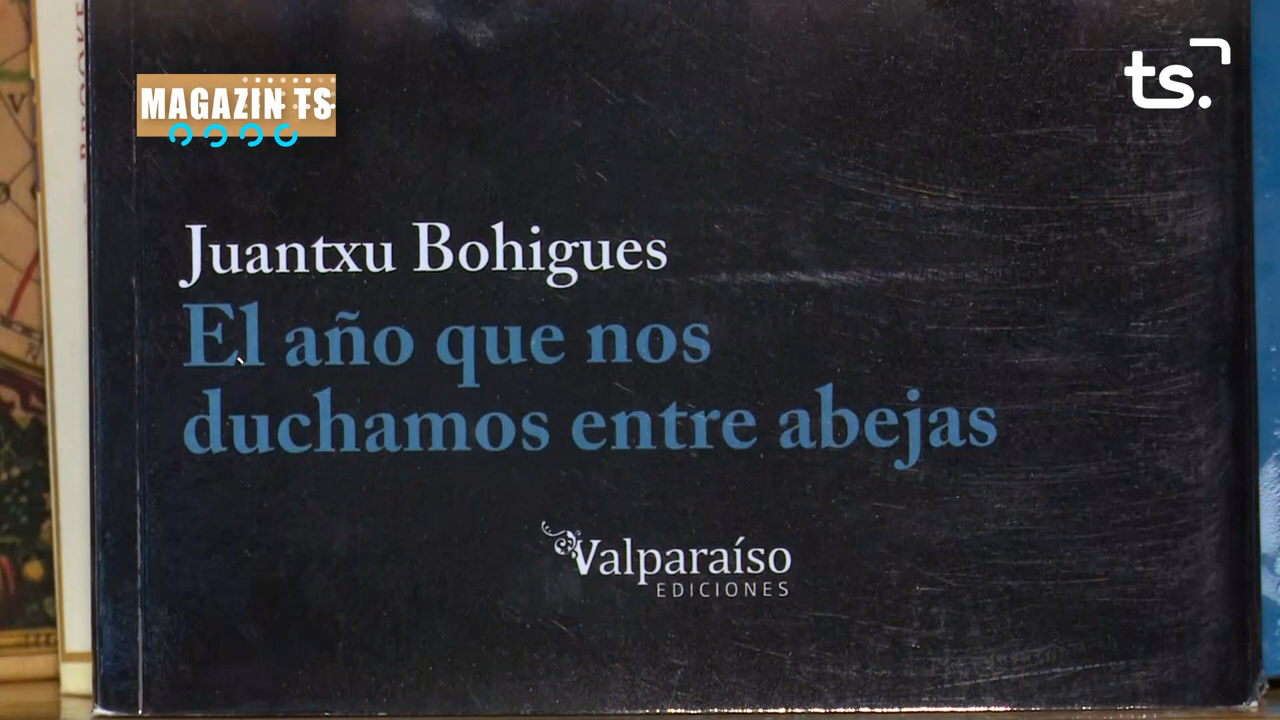 MAGAZIN TS
ts.
Juantxu Bohigues
El año que nos
duchamos entre abejas
Valparaíso
EDICIONES